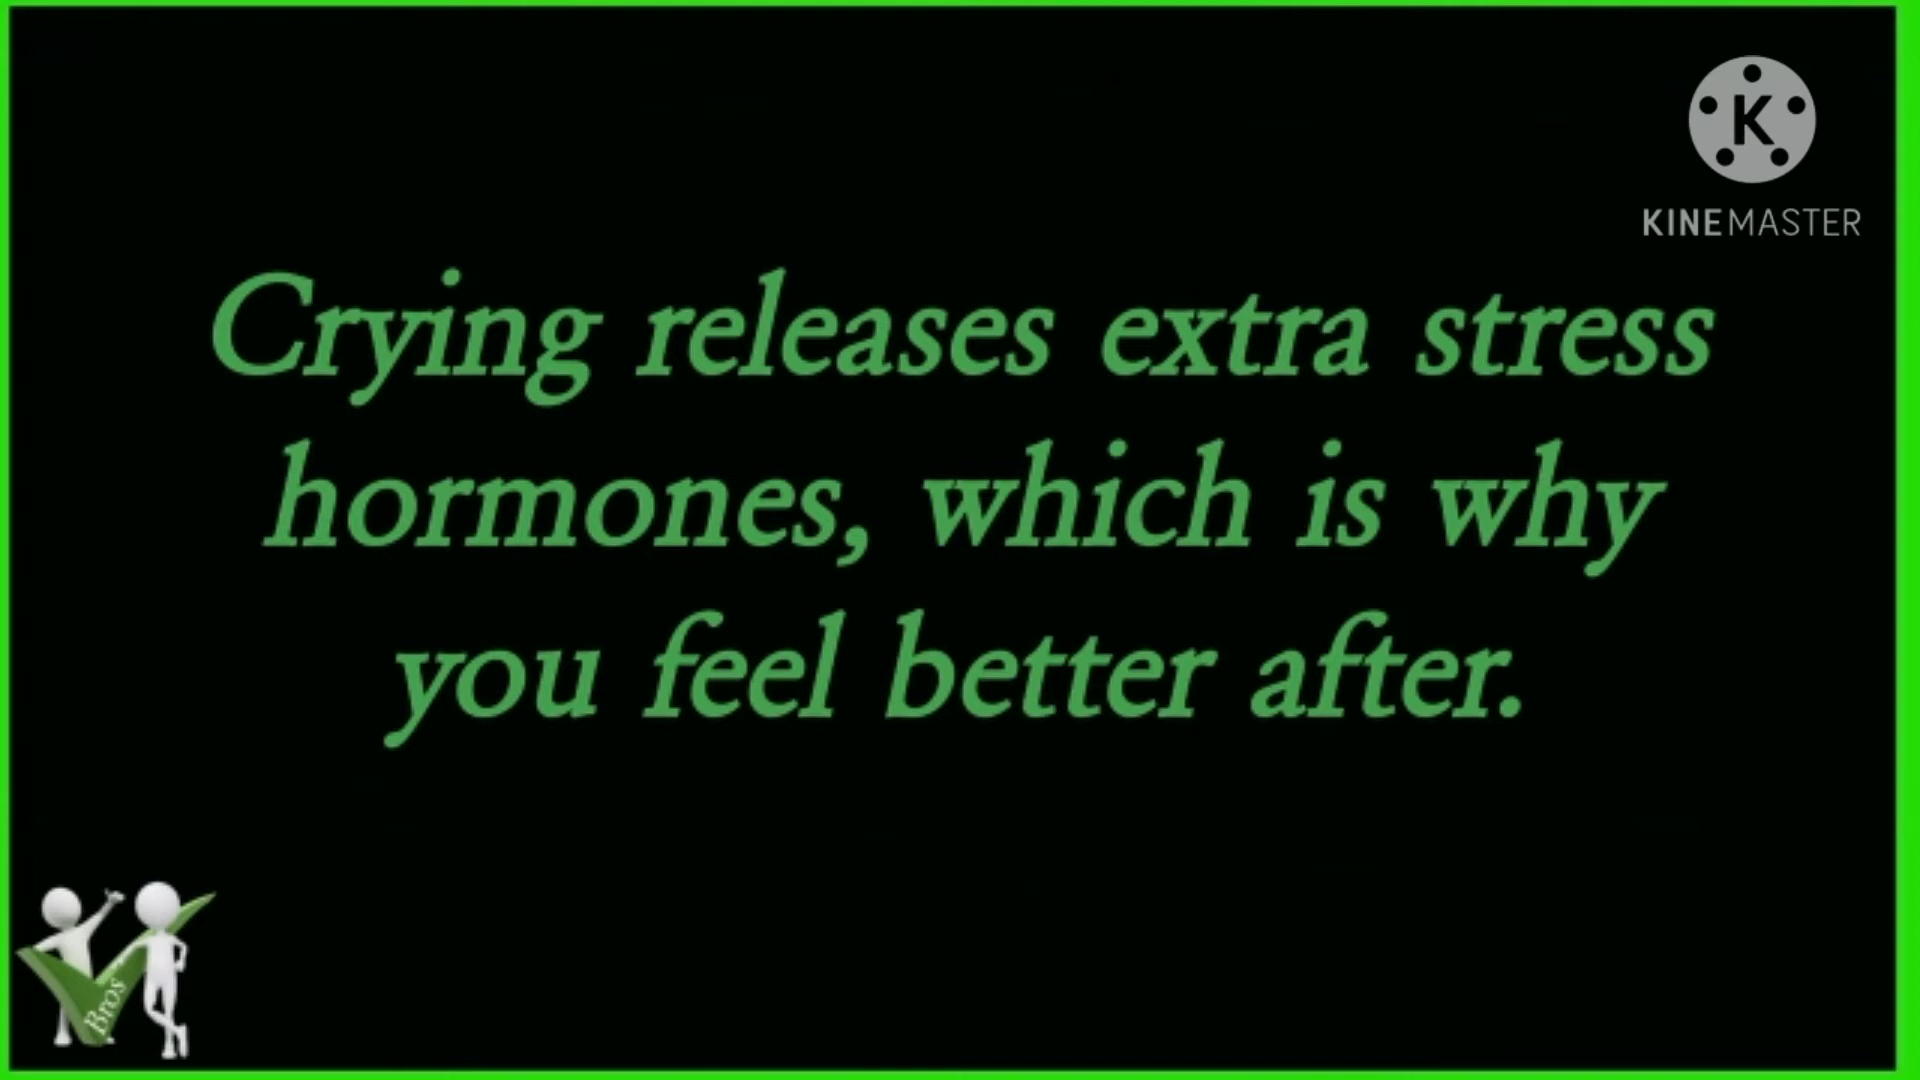 K
KINEMASTER
Crying releases extra stress
hormones, which is why
you feel better after.
Bros